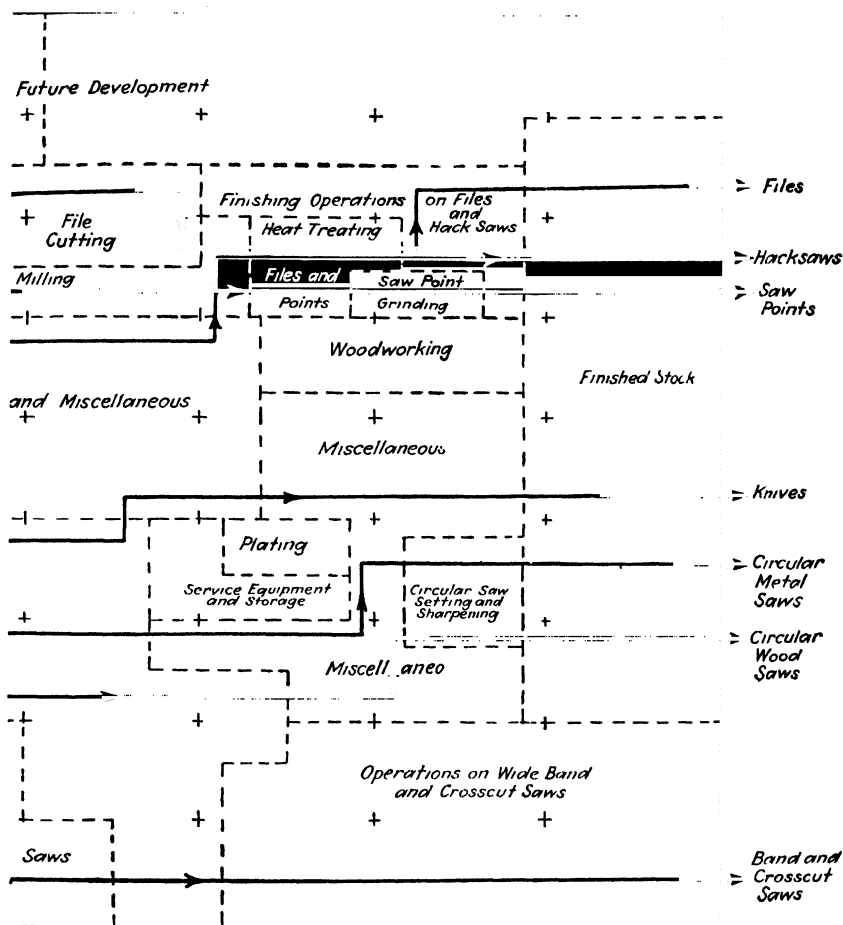 Future Development
Files
Finishing Operations on Files
and
Hack Saws
Heat Treating
File
Cutting
Hacksaws
Milling
Files and
Saw Point
Points
Grinding
Saw
Points
Woodworking
Finished Stock
and Miscellaneous
Miscellaneous
Knives
Plating
Circular
Metal
Saws
Service Equipment
and Storage
Circular Saw
Setting and
Sharpening
Circular
Wood
Saws
Operations on Wide Band
and Crosscut Saws
Saws
Band and
Crosscut
Saws